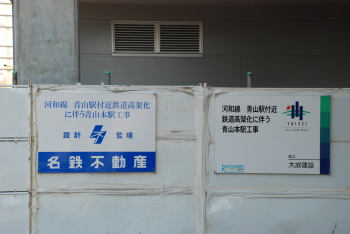 河和線 青山駅付近鉄道高架化
に伴う青山本駅工事
設計 監理
名鉄不動産
河和線 青山駅付近
鉄道高架化に伴う
青山本駅工事
TAISEI
施工
大成建設